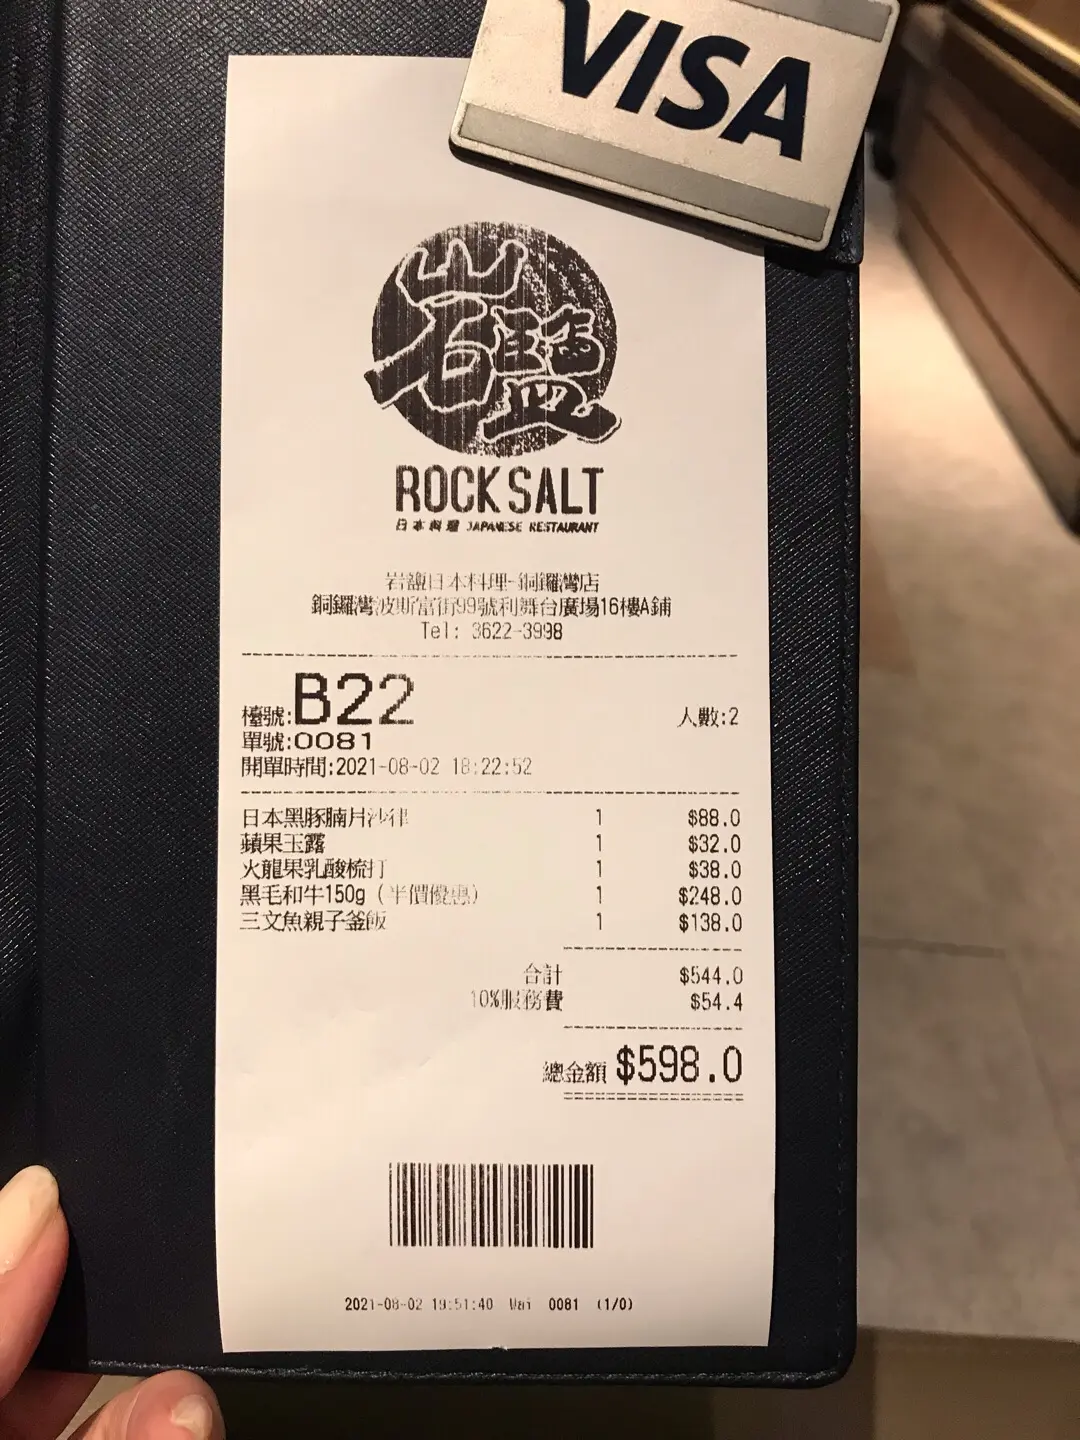 VISA
岩鹽
ROCK SALT
日本料理 JAPANESE RESTAURANT
岩鹽日本料理-銅鑼灣店
銅鑼灣波斯富街99號利舞台廣場16樓A鋪
Tel: 3622-3998
檯號:B22 人數:2
單號:0081
開單時間:2021-08-02 18:22:52
日本黑豚腩片沙律 1 $88.0
蘋果玉露 1 $32.0
火龍果乳酸梳打 1 $38.0
黑毛和牛150g (半價優惠) 1 $248.0
三文魚親子釜飯 1 $138.0
合計 $544.0
10%服務費 $54.4
總金額 $598.0
2021-08-02 19:51:40 Wai 0081 (1/0)